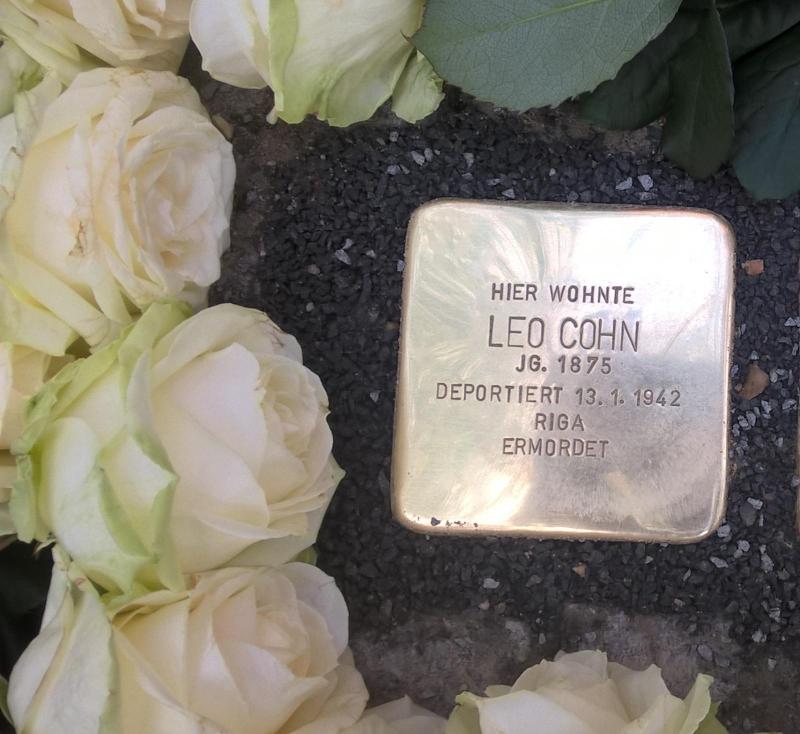 HIER WOHNTE
LEO COHN
JG. 1875
DEPORTIERT 13.1.1942
RIGA
ERMORDET